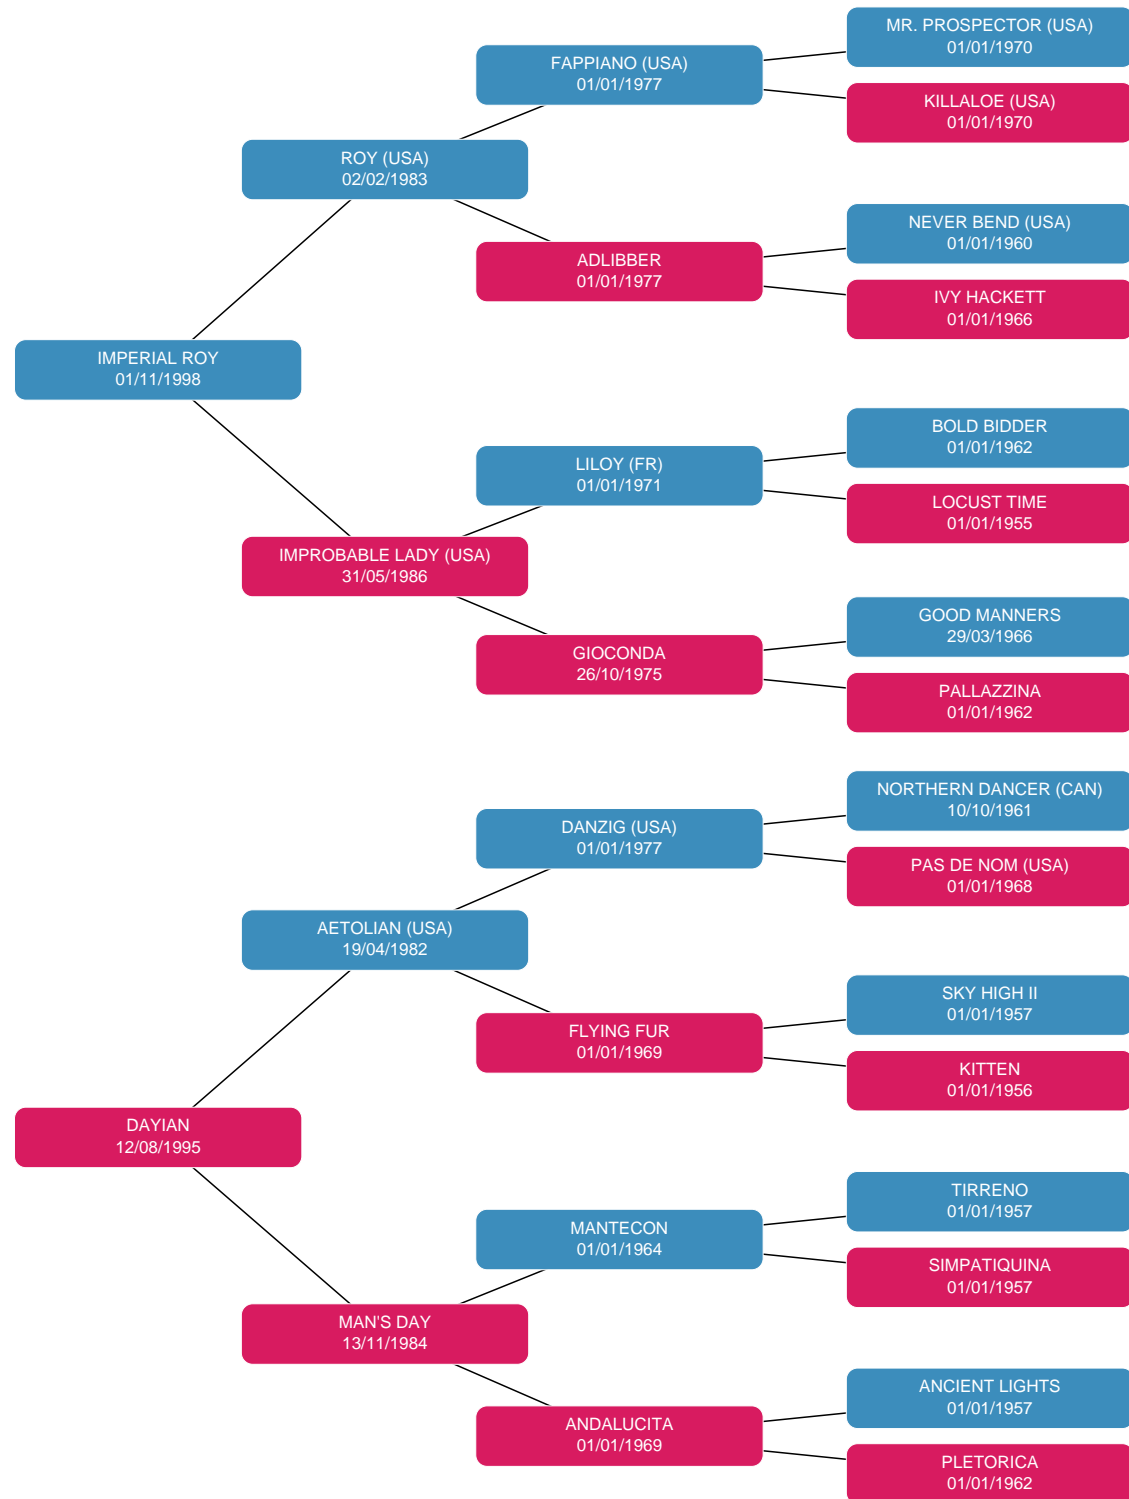 MR. PROSPECTOR (USA)
01/01/1970
FAPPIANO (USA)
01/01/1977
KILLALOE (USA)
01/01/1970
ROY (USA)
02/02/1983
NEVER BEND (USA)
01/01/1960
ADLIBBER
01/01/1977
IVY HACKETT
01/01/1966
IMPERIAL ROY
01/11/1998
BOLD BIDDER
01/01/1962
LILOY (FR)
01/01/1971
LOCUST TIME
01/01/1955
IMPROBABLE LADY (USA)
31/05/1986
GOOD MANNERS
29/03/1966
GIOCONDA
26/10/1975
PALLAZZINA
01/01/1962
NORTHERN DANCER (CAN)
10/10/1961
DANZIG (USA)
01/01/1977
PAS DE NOM (USA)
01/01/1968
AETOLIAN (USA)
19/04/1982
SKY HIGH II
01/01/1957
FLYING FUR
01/01/1969
KITTEN
01/01/1956
DAYIAN
12/08/1995
TIRRENO
01/01/1957
MANTECON
01/01/1964
SIMPATIQUINA
01/01/1957
MAN'S DAY
13/11/1984
ANCIENT LIGHTS
01/01/1957
ANDALUCITA
01/01/1969
PLETORICA
01/01/1962